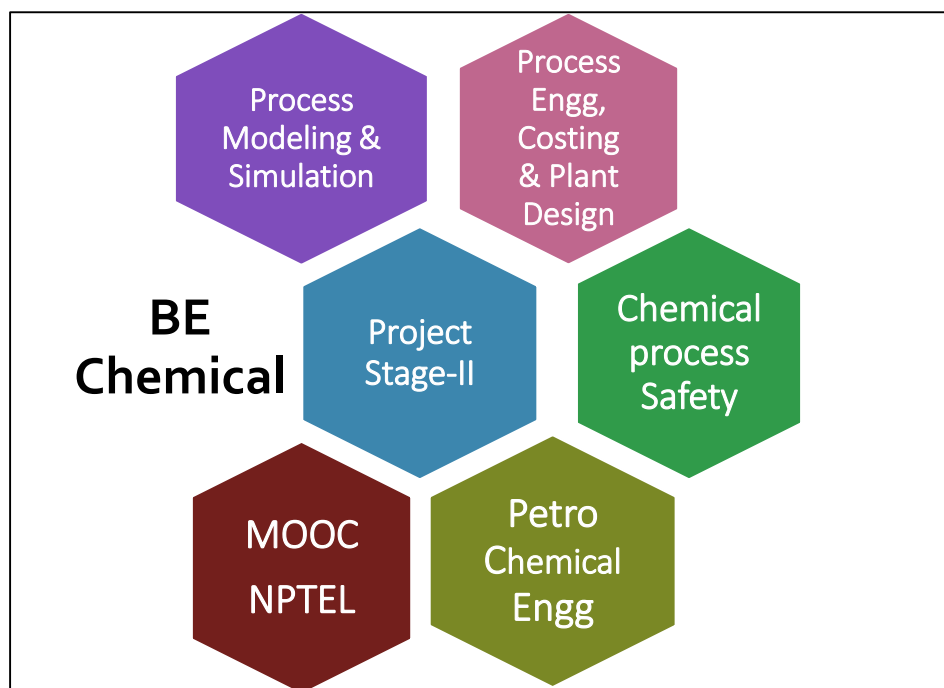 Process
Modeling &
Simulation
Process
Engg,
Costing
& Plant
Design
BE
Chemical
Project
Stage-II
Chemical
process
Safety
MOOC
NPTEL
Petro
Chemical
Engg